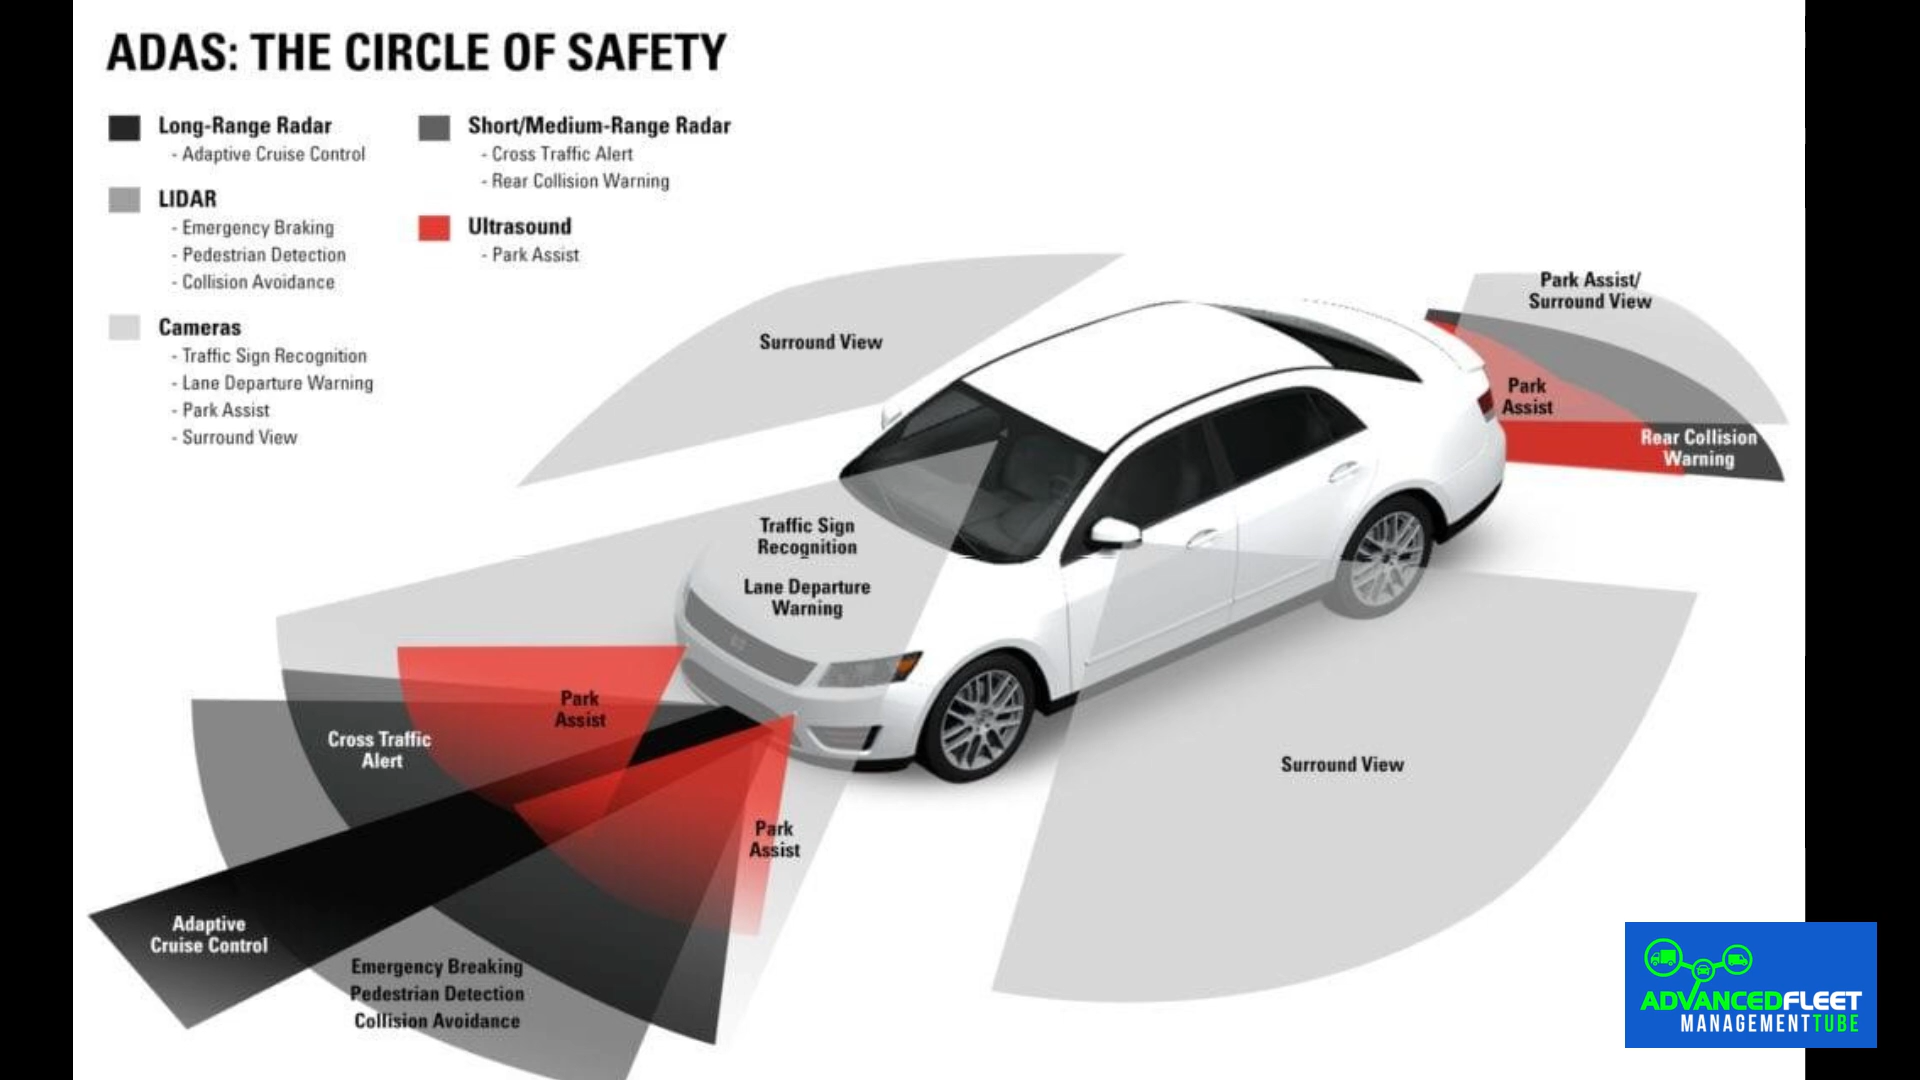 ADAS: THE CIRCLE OF SAFETY
Long-Range Radar
- Adaptive Cruise Control
LIDAR
- Emergency Braking
- Pedestrian Detection
- Collision Avoidance
Cameras
- Traffic Sign Recognition
- Lane Departure Warning
- Park Assist
- Surround View
Short/Medium-Range Radar
- Cross Traffic Alert
- Rear Collision Warning
Ultrasound
- Park Assist
Surround View
Park Assist/
Surround View
Park
Assist
Rear Collision
Warning
Traffic Sign
Recognition
Lane Departure
Warning
Park
Assist
Cross Traffic
Alert
Park
Assist
Surround View
Adaptive
Cruise Control
Emergency Breaking
Pedestrian Detection
Collision Avoidance
ADVANCEDFLEET
MANAGEMENTTUBE